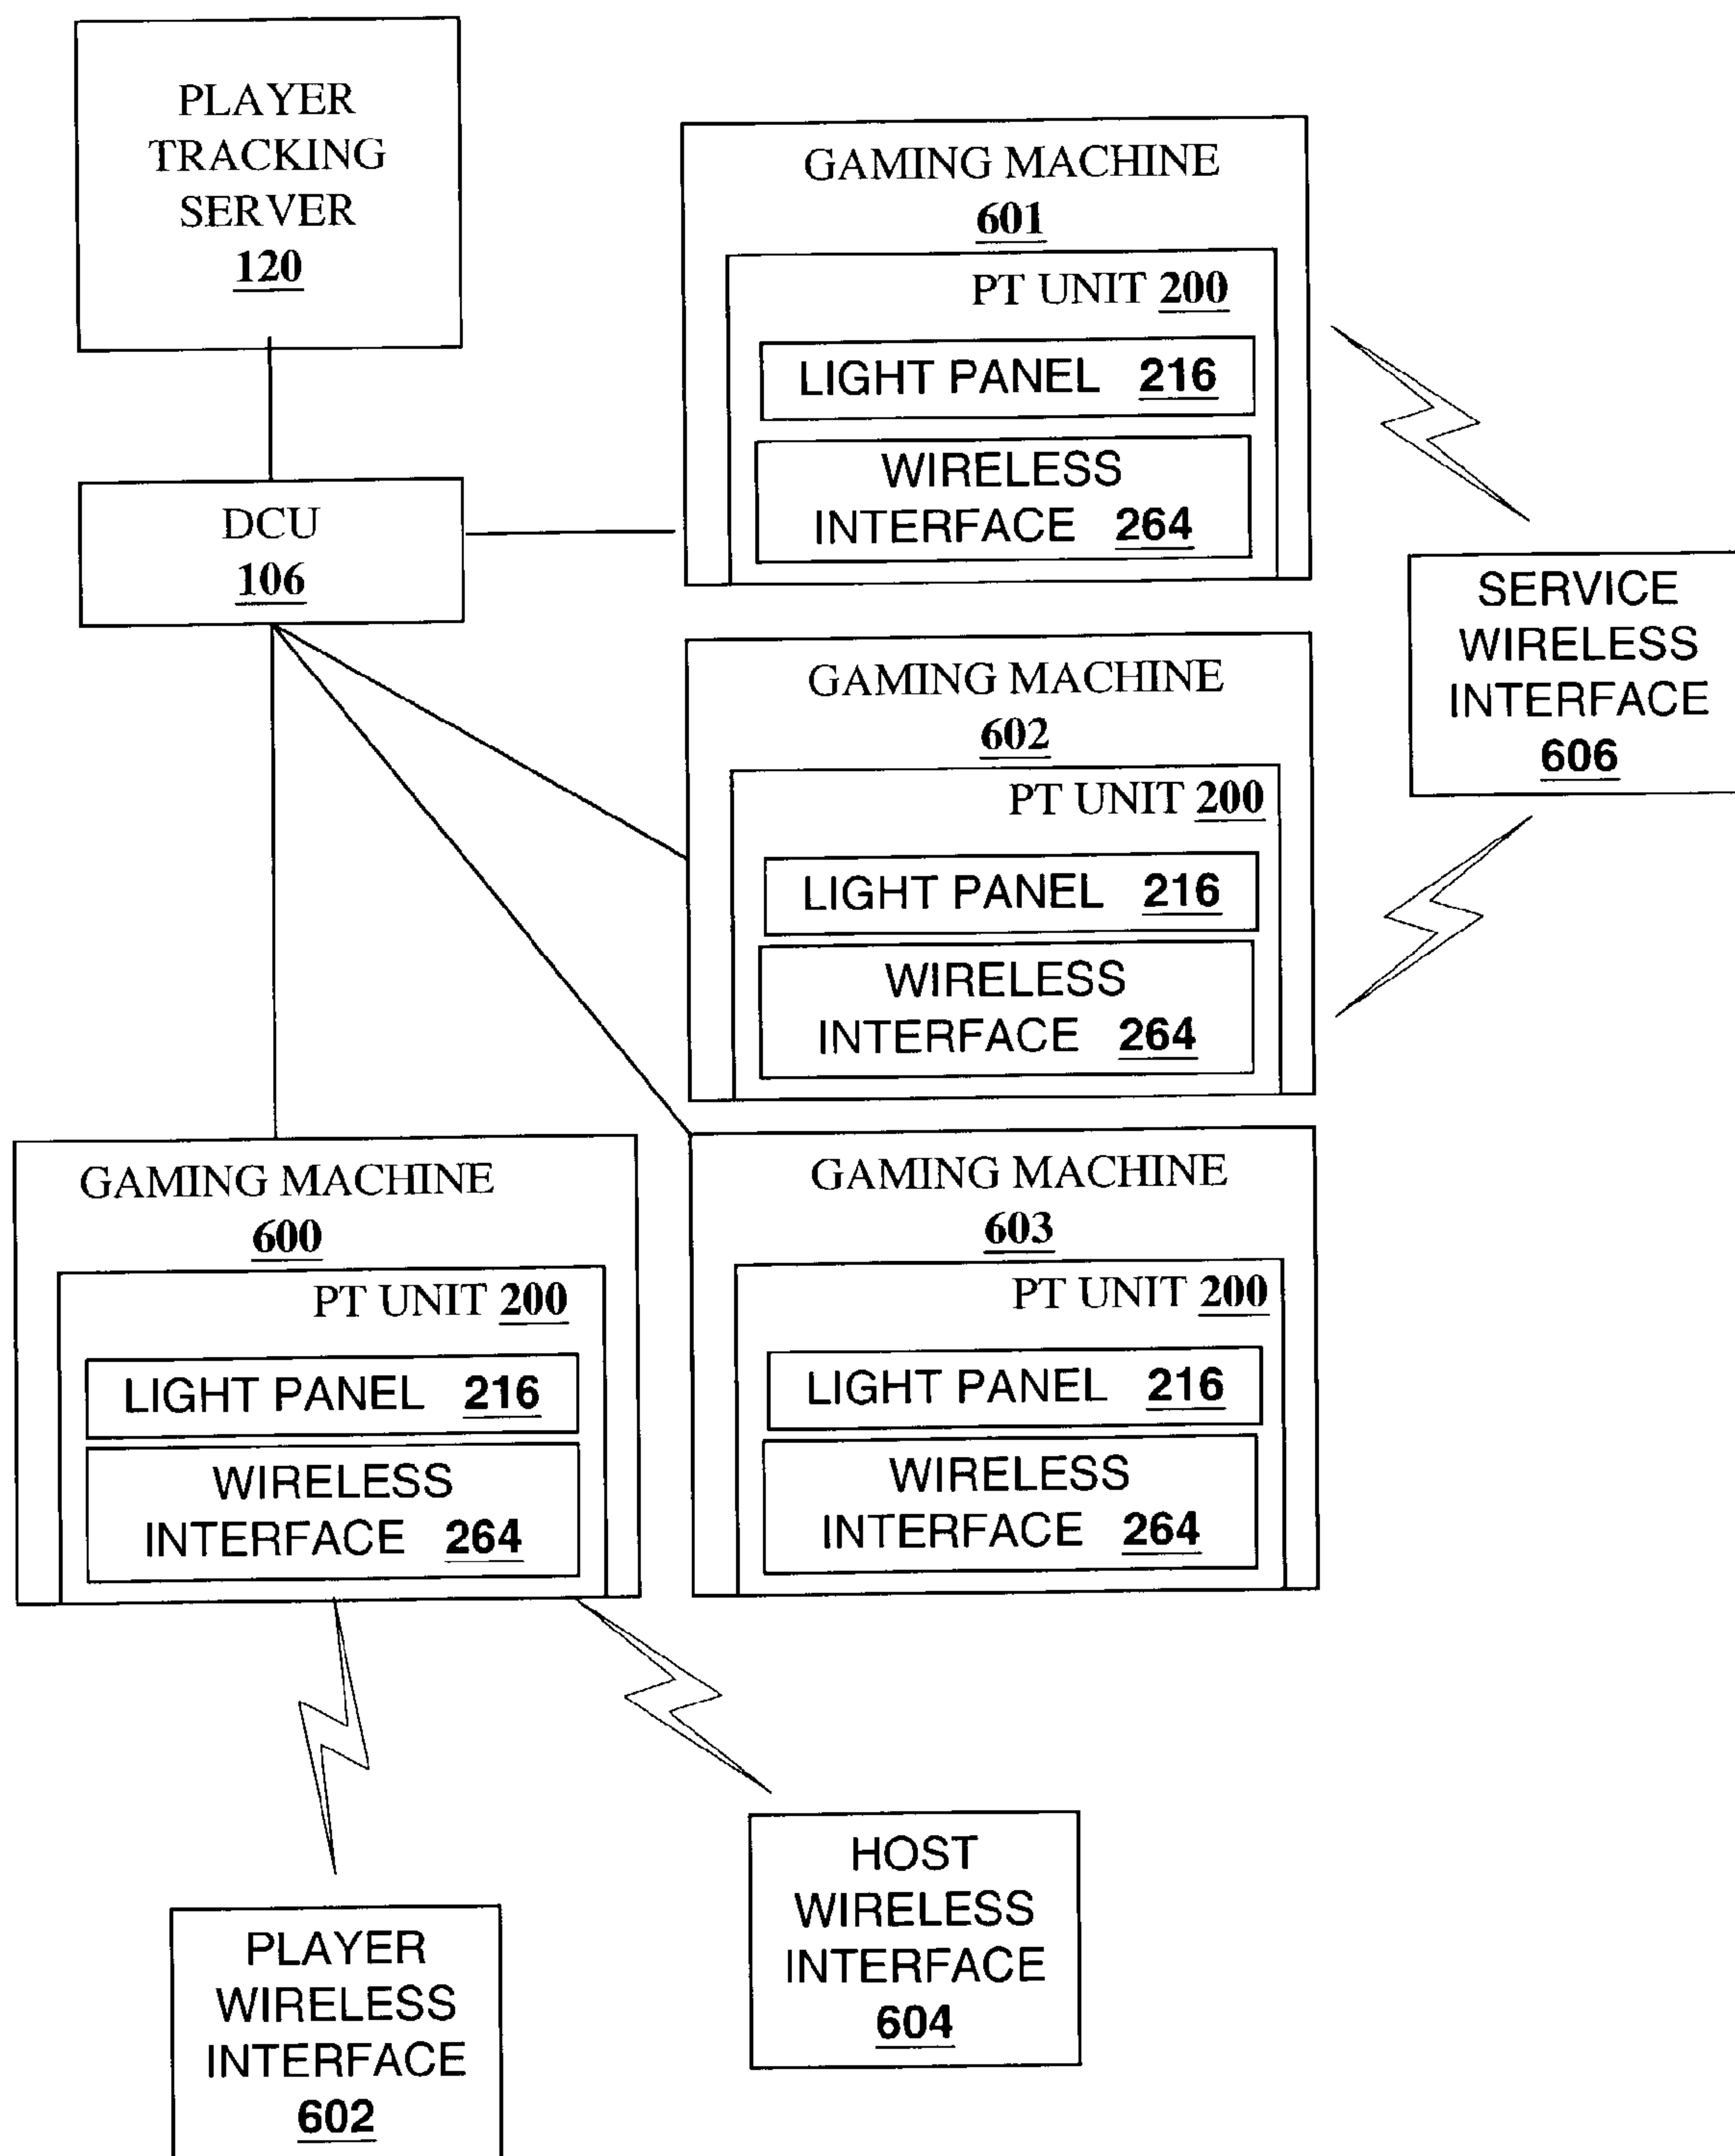 PLAYER
TRACKING
SERVER
120
DCU
106
GAMING MACHINE
601
PT UNIT 200
LIGHT PANEL 216
WIRELESS
INTERFACE 264
GAMING MACHINE
602
PT UNIT 200
LIGHT PANEL 216
WIRELESS
INTERFACE 264
SERVICE
WIRELESS
INTERFACE
606
GAMING MACHINE
600
PT UNIT 200
LIGHT PANEL 216
WIRELESS
INTERFACE 264
GAMING MACHINE
603
PT UNIT 200
LIGHT PANEL 216
WIRELESS
INTERFACE 264
PLAYER
WIRELESS
INTERFACE
602
HOST
WIRELESS
INTERFACE
604